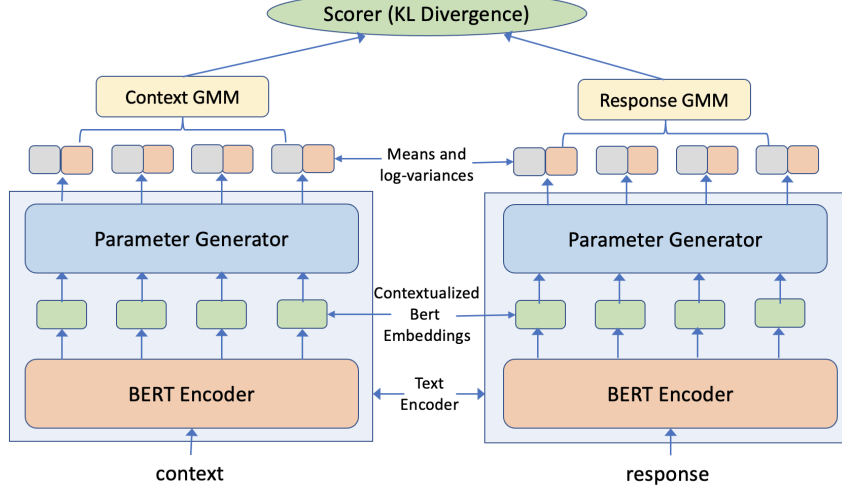 Scorer (KL Divergence)
Context GMM
Response GMM
Means and
log-variances
Parameter Generator
Parameter Generator
Contextualized
Bert
Embeddings
BERT Encoder
Text
Encoder
BERT Encoder
context
response